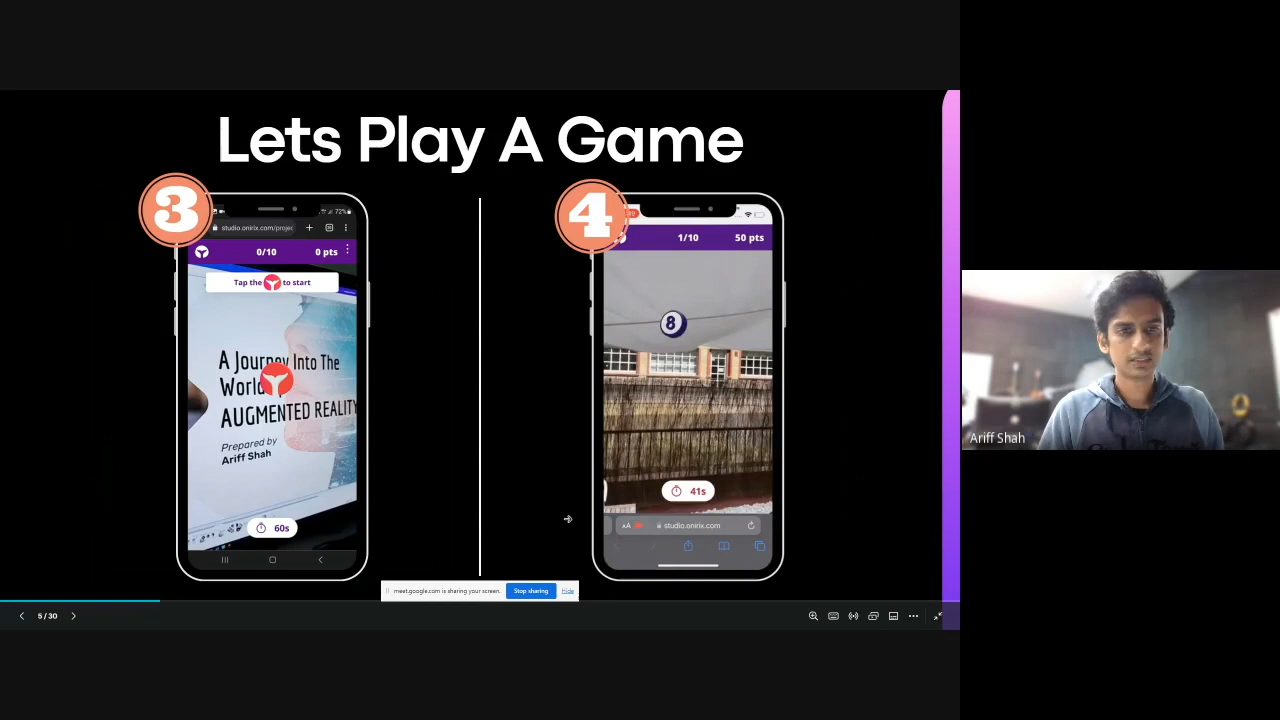 Lets Play A Game
3
72%
studio.onirix.com/projec
0/10 0 pts
Tap the to start
A Journey Into The
World
AUGMENTED REALITY
Prepared by
Ariff Shah
60s
4
1/10 50 pts
8
41s
AA studio.onirix.com
meet.google.com is sharing your screen.
Stop sharing
Hide
5 / 30
Ariff Shah